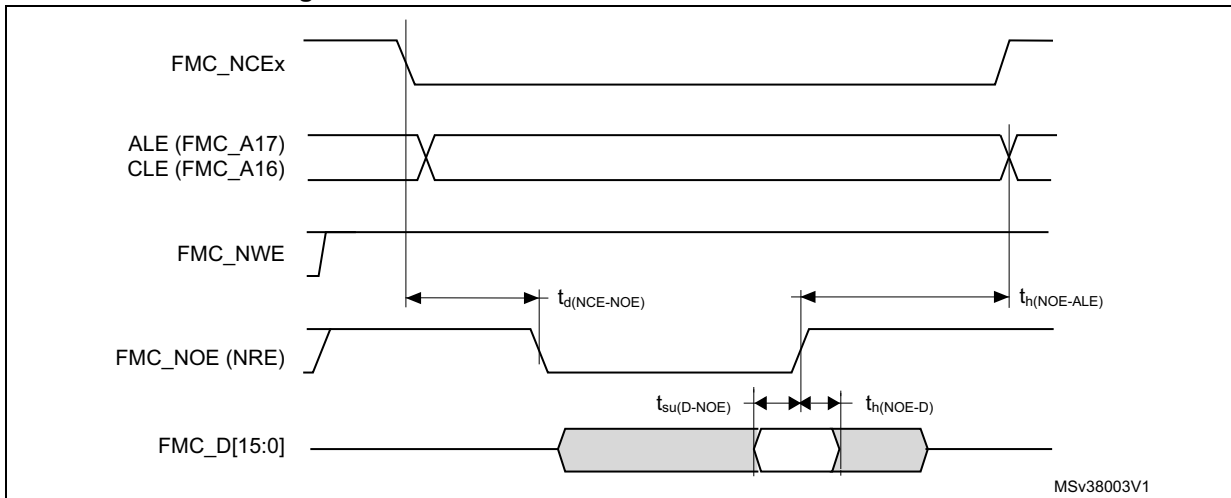 FMC_NCEx
ALE (FMC_A17)
CLE (FMC_A16)
FMC_NWE
td(NCE-NOE)
th(NOE-ALE)
FMC_NOE (NRE)
tsu(D-NOE)
th(NOE-D)
FMC_D[15:0]
MSv38003V1